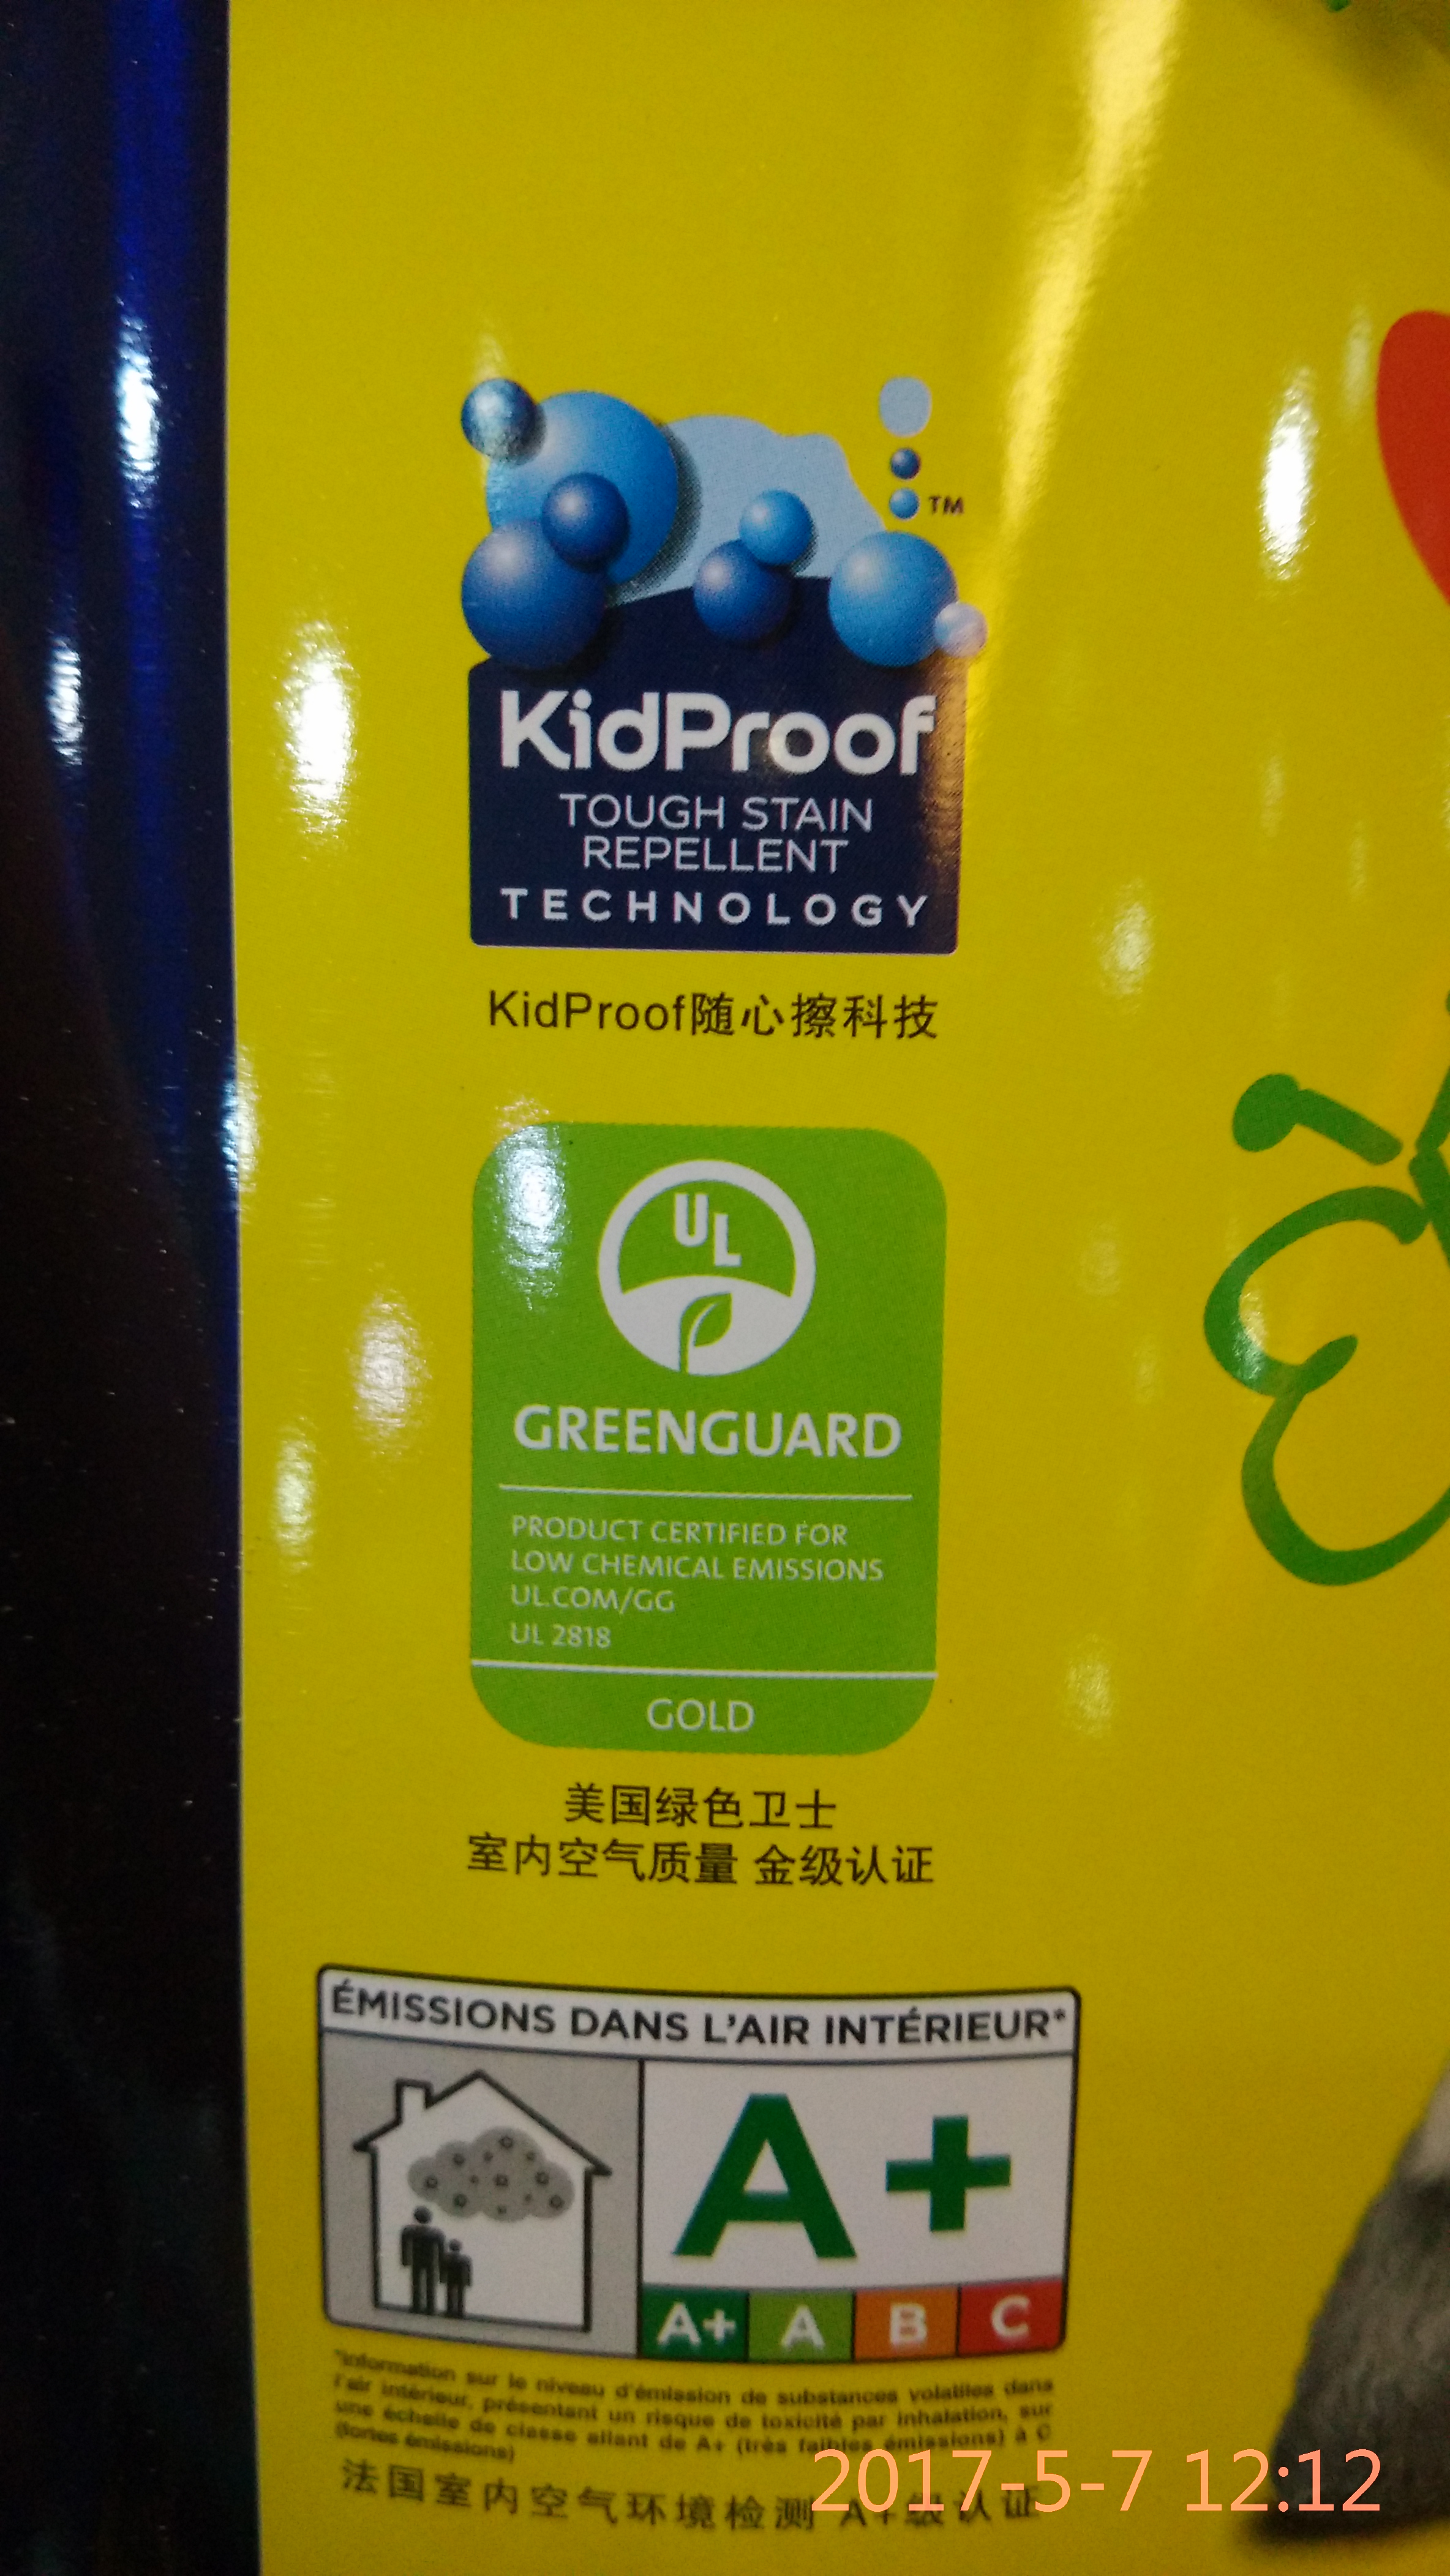 TM
KidProof
TOUGH STAIN
REPELLENT
TECHNOLOGY
KidProof随心擦科技
UL
GREENGUARD
PRODUCT CERTIFIED FOR
LOW CHEMICAL EMISSIONS
UL.COM/GG
UL 2818
GOLD
美国绿色卫士
室内空气质量 金级认证
ÉMISSIONS DANS L'AIR INTÉRIEUR*
A+
A+ A B C
*Information sur le niveau d'émission de substances volatiles dans
l'air intérieur, présentant un risque de toxicité par inhalation, sur
une échelle de classe allant de A+ (très faibles émissions) à C
(fortes émissions)
法国室内空气环境检测 A+级认证
2017-5-7 12:12